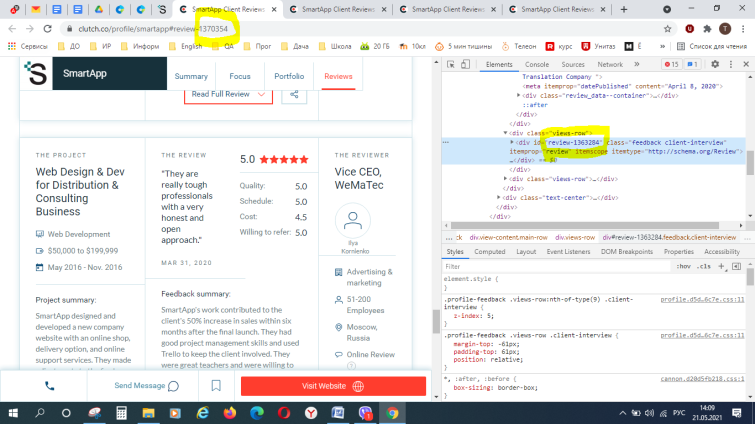 SmartApp Client Reviews
SmartApp Client Reviews
SmartApp Client Reviews
SmartApp Client Reviews
clutch.co/profile/smartapp#review-1370354
Сервисы
ДО
ИР
Информ
English
QA
Прог
Дача
Школа
20 ГБ
10кл
5 мин
Телеон
курс
Унитаз
Список для чтения
SmartApp
Summary
Focus
Portfolio
Reviews
Read Full Review
THE PROJECT
Web Design & Dev
for Distribution &
Consulting
Business
Web Development
$50,000 to $199,999
May 2016 - Nov. 2016
Project summary:
SmartApp designed and
developed a new company
website with an online shop,
delivery option, and online
support services. They made
THE REVIEW
"They are
really tough
professionals
with a very
honest and
open
approach."
MAR 31, 2020
5.0
Quality: 5.0
Schedule: 5.0
Cost: 4.5
Willing to refer: 5.0
Feedback summary:
SmartApp's work contributed to the
client's 50% increase in sales within six
months after the final launch. They had
good project management skills and used
Trello to keep the client involved. They
were great teachers and were willing to
THE REVIEWER
Vice CEO,
WeMaTec
Ilya
Kornienko
Advertising &
marketing
51-200
Employees
Moscow,
Russia
Online Review
Send Message
Visit Website
Elements
Console
Sources
Network
15
1
Translation Company ">
<meta itemprop="datePublished" content="April 8, 2020">
<div class="review_data--container">…</div>
::after
</div>
</div>
<div class="views-row">
<div id="review-1363284" class="feedback client-interview"
itemprop="review" itemscope itemtype="http://schema.org/Review">
…</div> == $0
</div>
<div class="views-row">…</div>
<div class="text-center">…</div>
</div>
… ck div.view-content.main-row div.views-row div#review-1363284.feedback.client-interview
Styles
Computed
Layout
Event Listeners
DOM Breakpoints
Properties
Accessibility
Filter
:hov .cls
element.style {
}
.profile-feedback .views-row:nth-of-type(9) .client-
interview {
profile.d5d…6c7e.css:11
z-index: 5;
}
.profile-feedback .views-row .client-interview {
profile.d5d…6c7e.css:11
margin-top: -61px;
padding-top: 61px;
position: relative;
}
*, :after, :before {
cannon.d20d5fb218.css:1
box-sizing: border-box;
РУС
14:09
21.05.2021